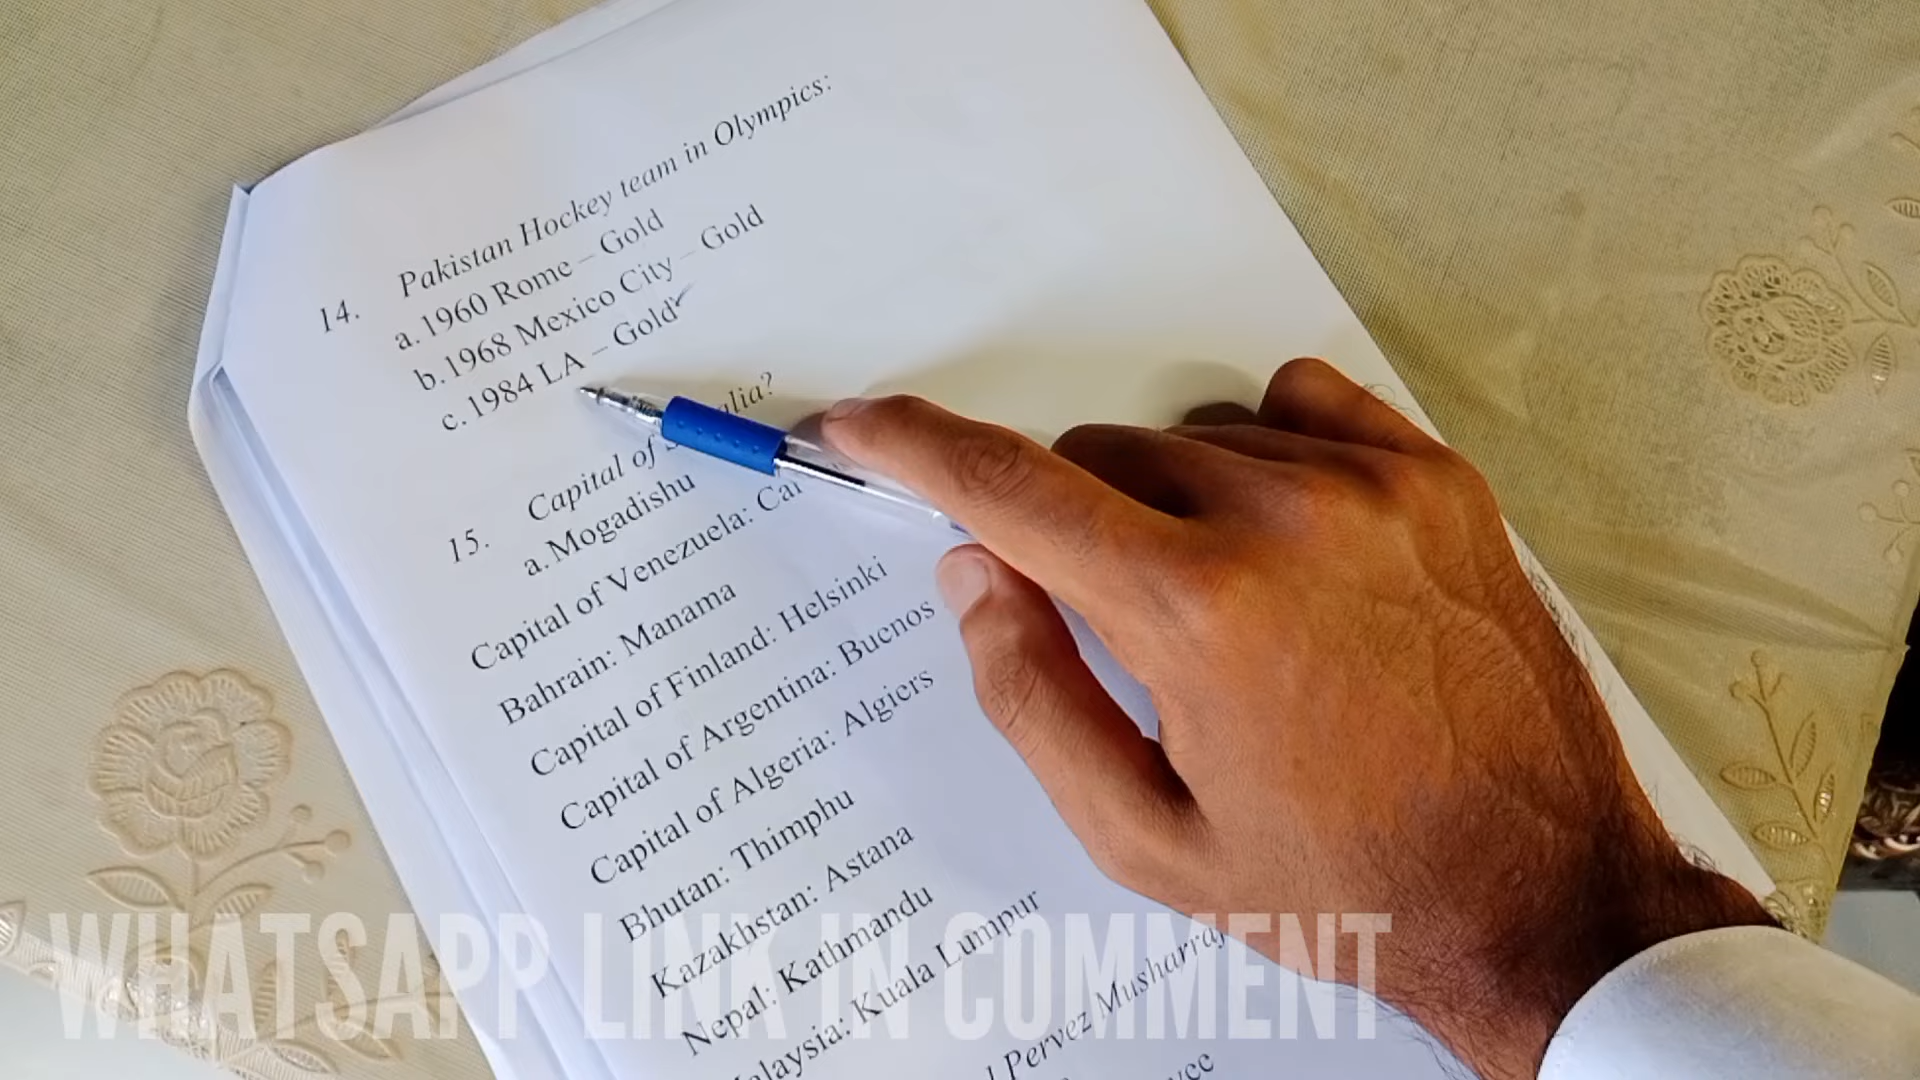 14. Pakistan Hockey team in Olympics:
a. 1960 Rome – Gold
b. 1968 Mexico City – Gold
c. 1984 LA – Gold
15. Capital of
a. Mogadishu
Capital of Venezuela:
Bahrain: Manama
Capital of Finland: Helsinki
Capital of Argentina: Buenos
Capital of Algeria: Algiers
Bhutan: Thimphu
Kazakhstan: Astana
Nepal: Kathmandu
Kuala Lumpur
Pervez Musharraf
WHATSAPP LINK IN COMMENT